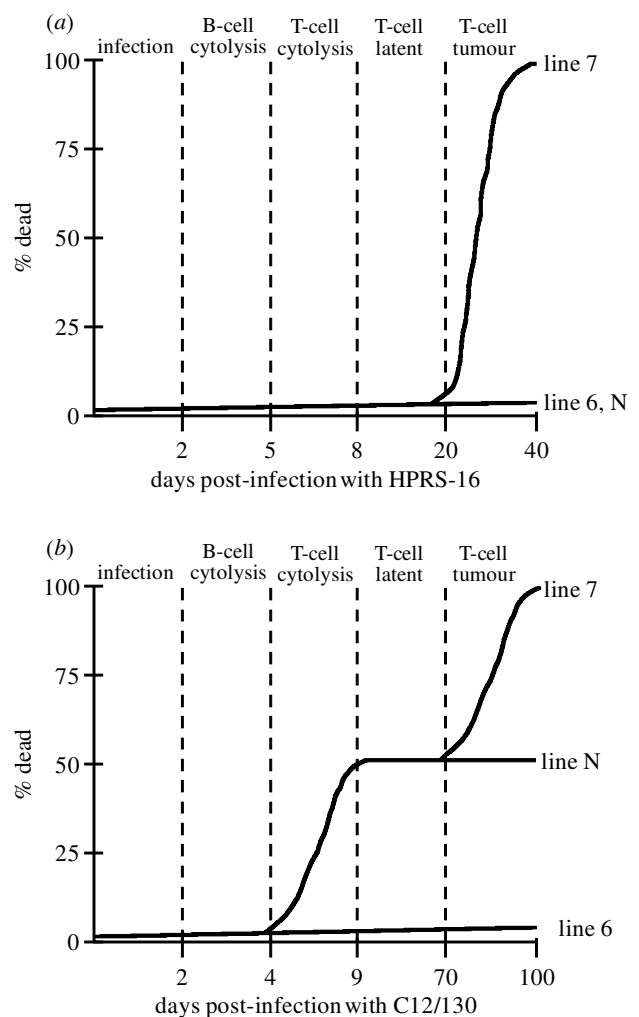 (a)
infection
B-cell
cytolysis
T-cell
cytolysis
T-cell
latent
T-cell
tumour
100
75
50
25
0
% dead
line 7
line 6, N
2 5 8 20 40
days post-infection with HPRS-16
(b)
infection
B-cell
cytolysis
T-cell
cytolysis
T-cell
latent
T-cell
tumour
100
75
50
25
0
% dead
line 7
line N
line 6
2 4 9 70 100
days post-infection with C12/130